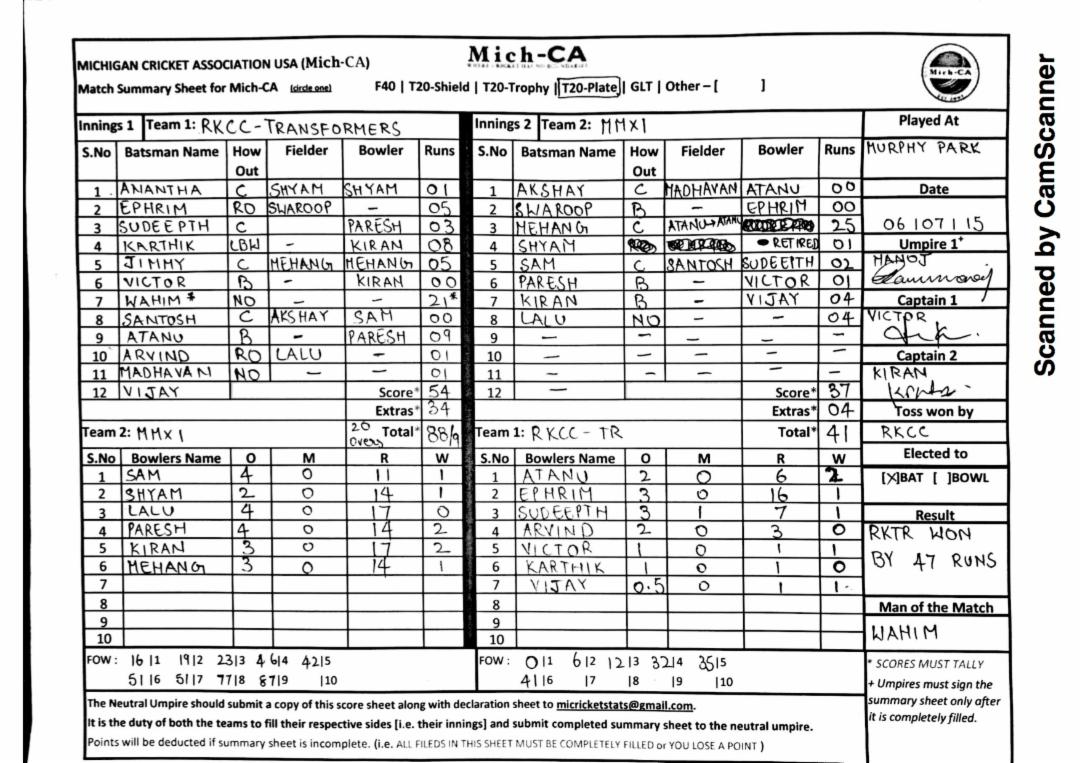 MICHIGAN CRICKET ASSOCIATION USA (Mich-CA)
Mich-CA
Match Summary Sheet for Mich-CA (circle one) F40 | T20-Shield | T20-Trophy | T20-Plate | GLT | Other – [ ]
Mich-CA
Innings 1 Team 1: RKCC-TRANSFORMERS
S.No Batsman Name How Out Fielder Bowler Runs
1 ANANTHA C SHYAM SHYAM 01
2 EPHRIM RO SWAROOP – 05
3 SUDEEPTH C PARESH 03
4 KARTHIK LBW – KIRAN 08
5 JIMMY C MEHANG MEHANG 05
6 VICTOR B – KIRAN 00
7 WAHIM * NO – – 21*
8 SANTOSH C AKSHAY SAM 00
9 ATANU B – PARESH 09
10 ARVIND RO LALU – 01
11 MADHAVAN NO – – 01
12 VIJAY Score* 54
Extras* 34
Team 2: MMX1 20 overs Total* 88/9
S.No Bowlers Name O M R W
1 SAM 4 0 11 1
2 SHYAM 2 0 14 1
3 LALU 4 0 17 0
4 PARESH 4 0 14 2
5 KIRAN 3 0 17 2
6 MEHANG 3 0 14 1
7
8
9
10
FOW : 16|1 19|2 23|3 46|4 42|5
51|6 51|7 77|8 87|9 |10
Innings 2 Team 2: MMX1
S.No Batsman Name How Out Fielder Bowler Runs
1 AKSHAY C MADHAVAN ATANU 00
2 SWAROOP B – EPHRIM 00
3 MEHANG C ATANU→ATANU 25
4 SHYAM RETIRED 01
5 SAM C SANTOSH SUDEEPTH 02
6 PARESH B – VICTOR 01
7 KIRAN B – VIJAY 04
8 LALU NO – – 04
9 – – – – –
10 – – – – –
11 – – – – –
12 – Score* 37
Extras* 04
Team 1: RKCC - TR Total* 41
S.No Bowlers Name O M R W
1 ATANU 2 0 6 2
2 EPHRIM 3 0 16 1
3 SUDEEPTH 3 1 7 1
4 ARVIND 2 0 3 0
5 VICTOR 1 0 1 1
6 KARTHIK 1 0 1 0
7 VIJAY 0.5 0 1 1
8
9
10
FOW : 0|1 6|2 12|3 32|4 35|5
41|6 |7 |8 |9 |10
Played At
MURPHY PARK
Date
06107115
Umpire 1+
MANOJ
Captain 1
VICTOR
Captain 2
KIRAN
Toss won by
RKCC
Elected to
[X]BAT [ ]BOWL
Result
RKTR WON
BY 47 RUNS
Man of the Match
WAHIM
* SCORES MUST TALLY
+ Umpires must sign the
summary sheet only after
it is completely filled.
The Neutral Umpire should submit a copy of this score sheet along with declaration sheet to micricketstats@gmail.com.
It is the duty of both the teams to fill their respective sides [i.e. their innings] and submit completed summary sheet to the neutral umpire.
Points will be deducted if summary sheet is incomplete. (i.e. ALL FILEDS IN THIS SHEET MUST BE COMPLETELY FILLED or YOU LOSE A POINT )
Scanned by CamScanner